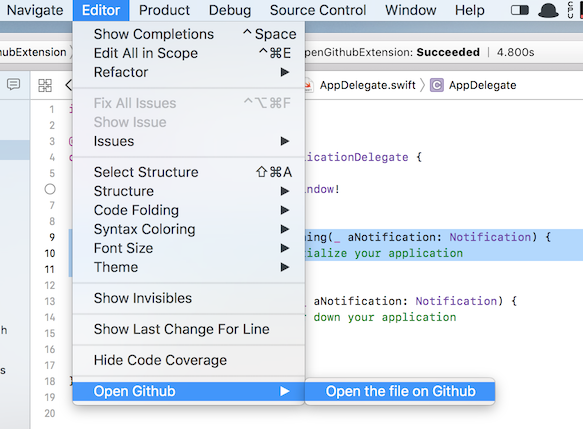 Navigate Editor Product Debug Source Control Window Help CPU
hubExtension
Show Completions ^ Space
Edit All in Scope ^⌘E
Refactor ▶
Fix All Issues ^⌥⌘F
Show Issue
Issues ▶
Select Structure ⇧⌘A
Structure ▶
Code Folding ▶
Syntax Coloring ▶
Font Size ▶
Theme ▶
Show Invisibles
Show Last Change For Line
Hide Code Coverage
Open Github ▶
Open the file on Github
penGithubExtension: Succeeded | 4.800s
AppDelegate.swift 〉 C AppDelegate
1
2
3 @
4 icationDelegate {
5
ndow!
7
8
9 ning(_ aNotification: Notification) {
10 ialize your application
11
12
13 _ aNotification: Notification) {
14 r down your application
15
16
17
18 }
19
20
h
s